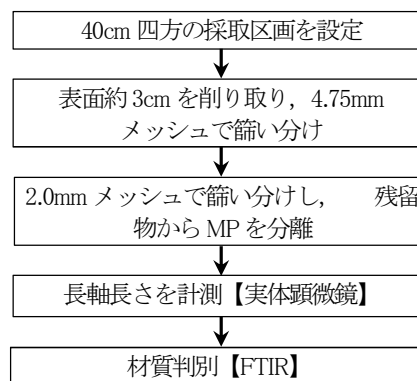 40cm 四方の採取区画を設定
表面約 3cm を削り取り，4.75mm
メッシュで篩い分け
2.0mm メッシュで篩い分けし，　残留
物から MP を分離
長軸長さを計測【実体顕微鏡】
材質判別【FTIR】